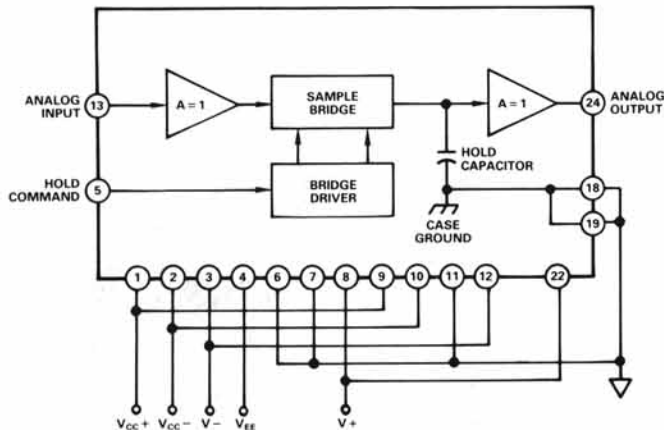 ANALOG
INPUT
13
A = 1
SAMPLE
BRIDGE
A = 1
24
ANALOG
OUTPUT
HOLD
COMMAND
5
BRIDGE
DRIVER
HOLD
CAPACITOR
CASE
GROUND
18
19
1 2 3 4 6 7 8 9 10 11 12 22
VCC+ VCC− V− VEE V+